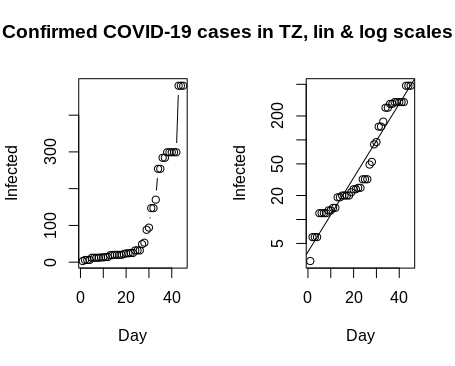 Confirmed COVID-19 cases in TZ, lin & log scales
Infected
0 100 300
0 20 40
Day
Infected
5 20 50 200
0 20 40
Day